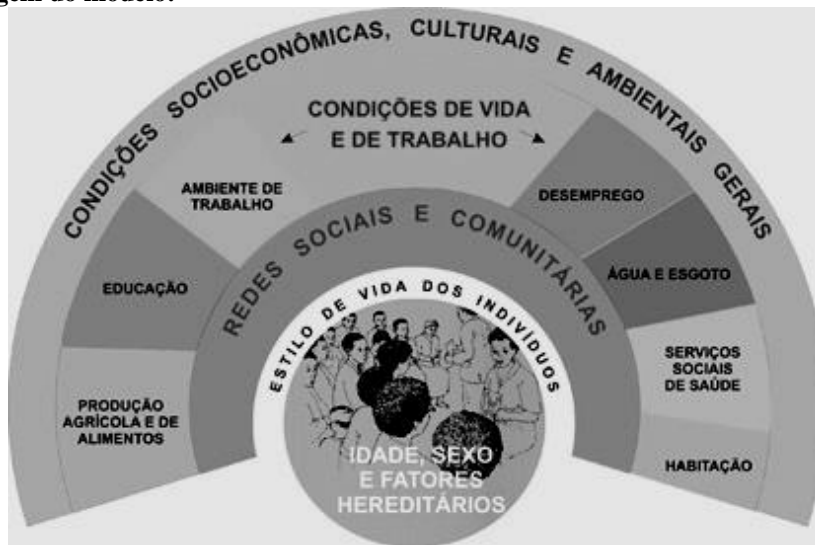 gem do modelo.
CONDIÇÕES SOCIOECONÔMICAS, CULTURAIS E AMBIENTAIS GERAIS
CONDIÇÕES DE VIDA
E DE TRABALHO
AMBIENTE DE
TRABALHO
DESEMPREGO
REDES SOCIAIS E COMUNITÁRIAS
EDUCAÇÃO
ÁGUA E ESGOTO
ESTILO DE VIDA DOS INDIVÍDUOS
SERVIÇOS
SOCIAIS
DE SAÚDE
PRODUÇÃO
AGRÍCOLA E DE
ALIMENTOS
HABITAÇÃO
IDADE, SEXO
E FATORES
HEREDITÁRIOS